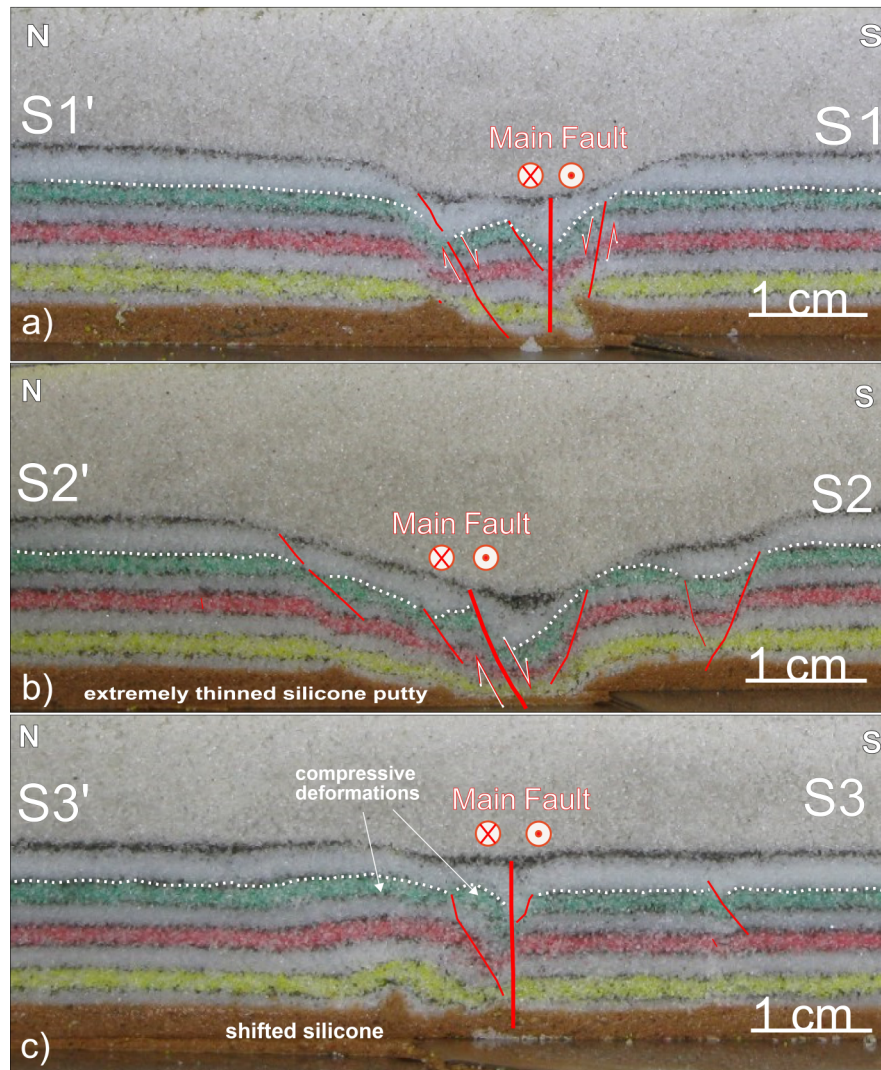 N
S
S1'
S1
Main Fault
1 cm
a)
N
S
S2'
S2
Main Fault
1 cm
extremely thinned silicone putty
b)
N
S
S3'
S3
compressive
deformations
Main Fault
1 cm
shifted silicone
c)